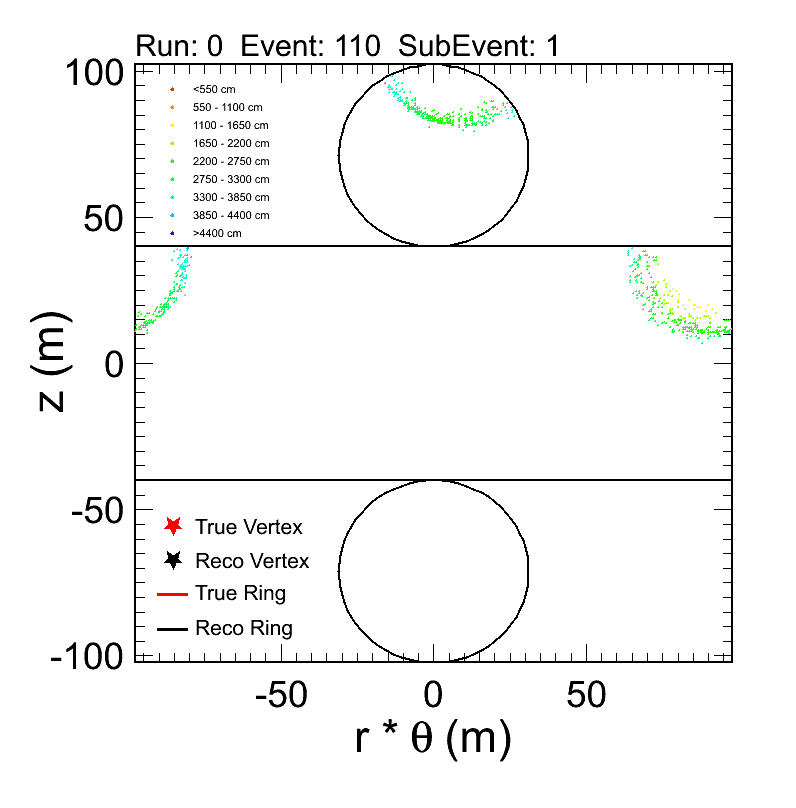 Run: 0 Event: 110 SubEvent: 1
100
<550 cm
550 - 1100 cm
1100 - 1650 cm
1650 - 2200 cm
2200 - 2750 cm
2750 - 3300 cm
3300 - 3850 cm
3850 - 4400 cm
>4400 cm
50
0
z (m)
-50
True Vertex
Reco Vertex
True Ring
Reco Ring
-100
-50 0 50
r * θ (m)